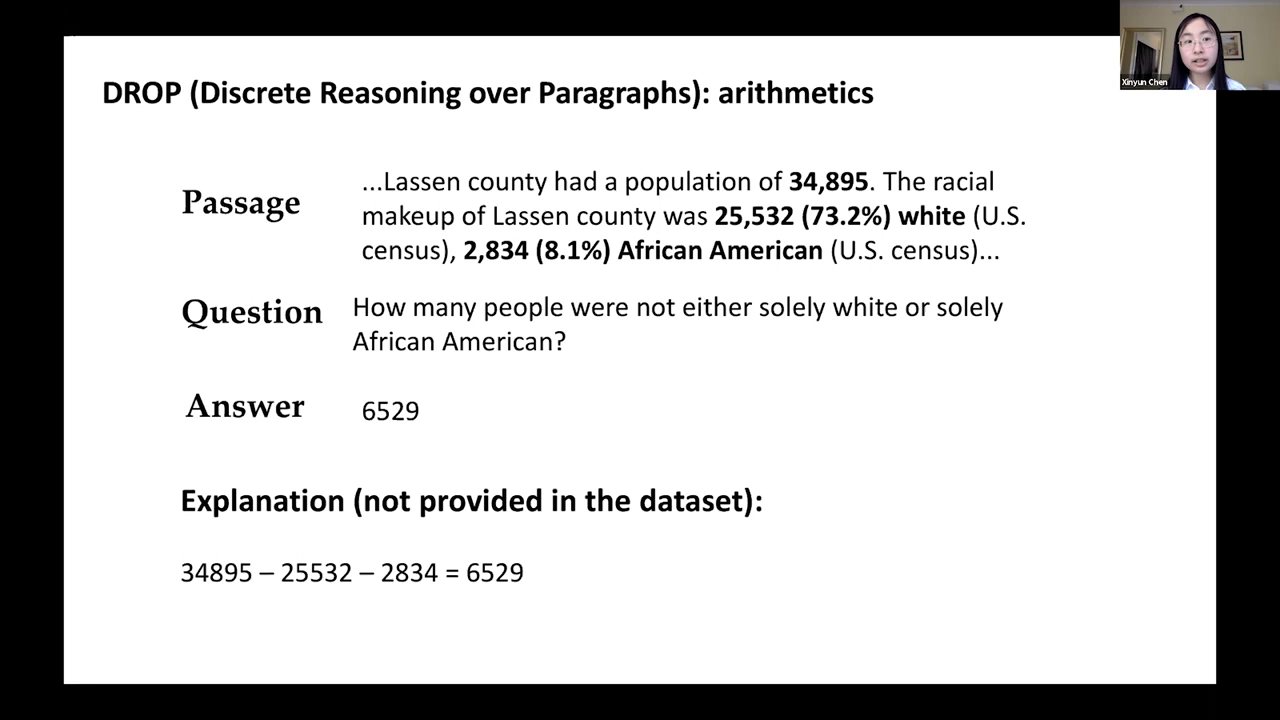 DROP (Discrete Reasoning over Paragraphs): arithmetics
Xinyun Chen
Passage
...Lassen county had a population of 34,895. The racial
makeup of Lassen county was 25,532 (73.2%) white (U.S.
census), 2,834 (8.1%) African American (U.S. census)...
Question
How many people were not either solely white or solely
African American?
Answer
6529
Explanation (not provided in the dataset):
34895 – 25532 – 2834 = 6529